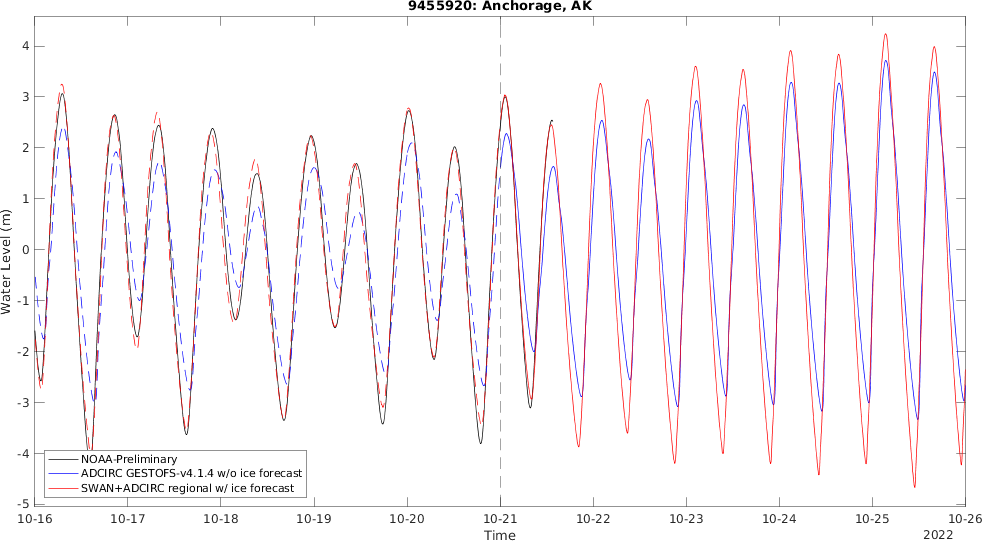 9455920: Anchorage, AK
Water Level (m)
4
3
2
1
0
-1
-2
-3
-4
-5
NOAA-Preliminary
ADCIRC GESTOFS-v4.1.4 w/o ice forecast
SWAN+ADCIRC regional w/ ice forecast
10-16 10-17 10-18 10-19 10-20 10-21 10-22 10-23 10-24 10-25 10-26
Time
2022